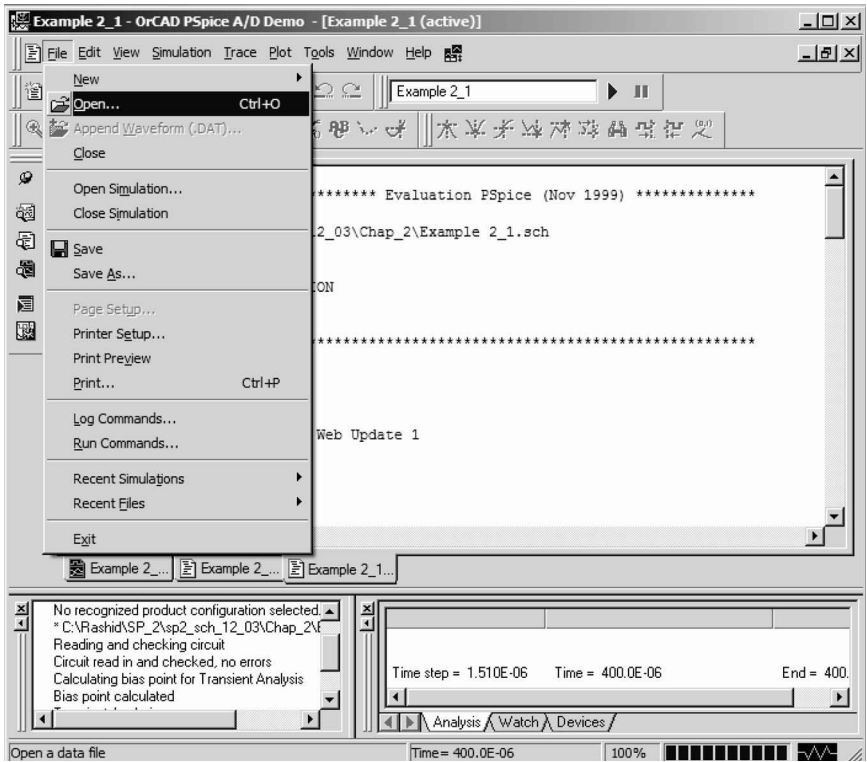 Example 2_1 - OrCAD PSpice A/D Demo - [Example 2_1 (active)]
File Edit View Simulation Trace Plot Tools Window Help
New
Open... Ctrl+O
Append Waveform (.DAT)...
Close
Open Simulation...
Close Simulation
Save
Save As...
Page Setup...
Printer Setup...
Print Preview
Print... Ctrl+P
Log Commands...
Run Commands...
Recent Simulations
Recent Files
Exit
Example 2_1
******* Evaluation PSpice (Nov 1999) **************
2_03\Chap_2\Example 2_1.sch
ION
*****************************************************
Web Update 1
Example 2_... Example 2_... Example 2_1...
No recognized product configuration selected.
* C:\Rashid\SP_2\sp2_sch_12_03\Chap_2\E
Reading and checking circuit
Circuit read in and checked, no errors
Calculating bias point for Transient Analysis
Bias point calculated
Time step = 1.510E-06 Time = 400.0E-06 End = 400.
Analysis Watch Devices
Open a data file Time= 400.0E-06 100%